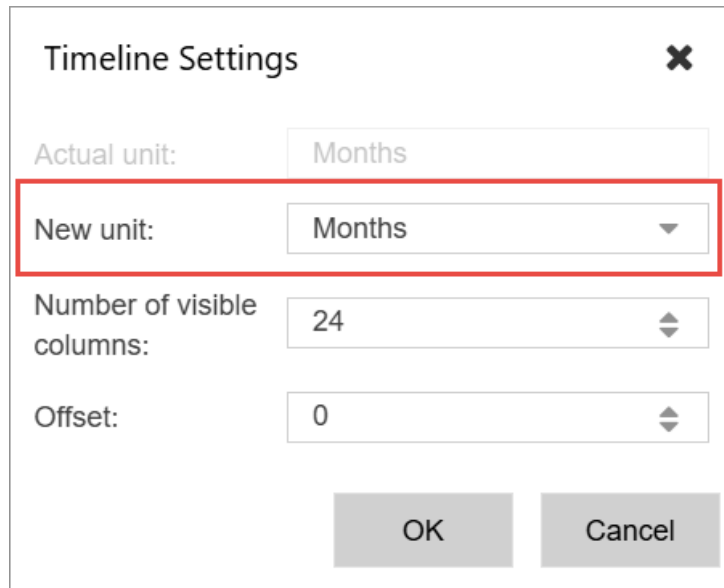 Timeline Settings
Actual unit: Months
New unit: Months
Number of visible
columns: 24
Offset: 0
OK Cancel